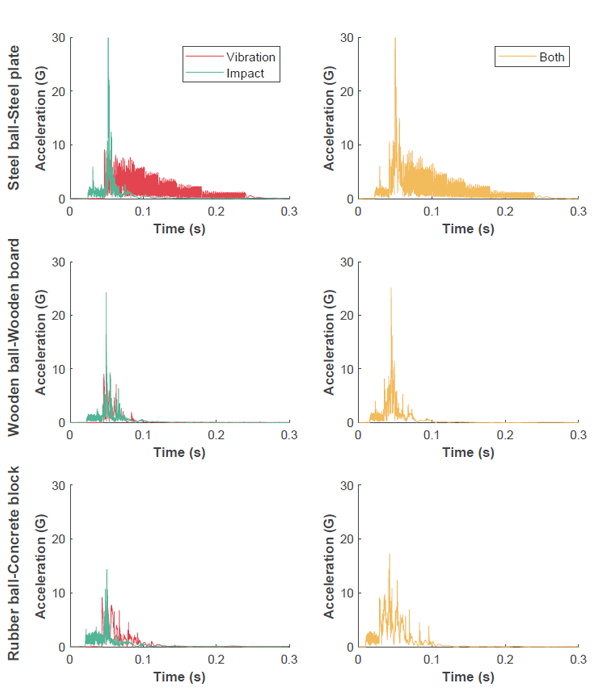 Steel ball-Steel plate
Acceleration (G)
30
20
10
0
0 0.1 0.2 0.3
Time (s)
Vibration
Impact
Acceleration (G)
30
20
10
0
0 0.1 0.2 0.3
Time (s)
Both
Wooden ball-Wooden board
Acceleration (G)
30
20
10
0
0 0.1 0.2 0.3
Time (s)
Acceleration (G)
30
20
10
0
0 0.1 0.2 0.3
Time (s)
Rubber ball-Concrete block
Acceleration (G)
30
20
10
0
0 0.1 0.2 0.3
Time (s)
Acceleration (G)
30
20
10
0
0 0.1 0.2 0.3
Time (s)